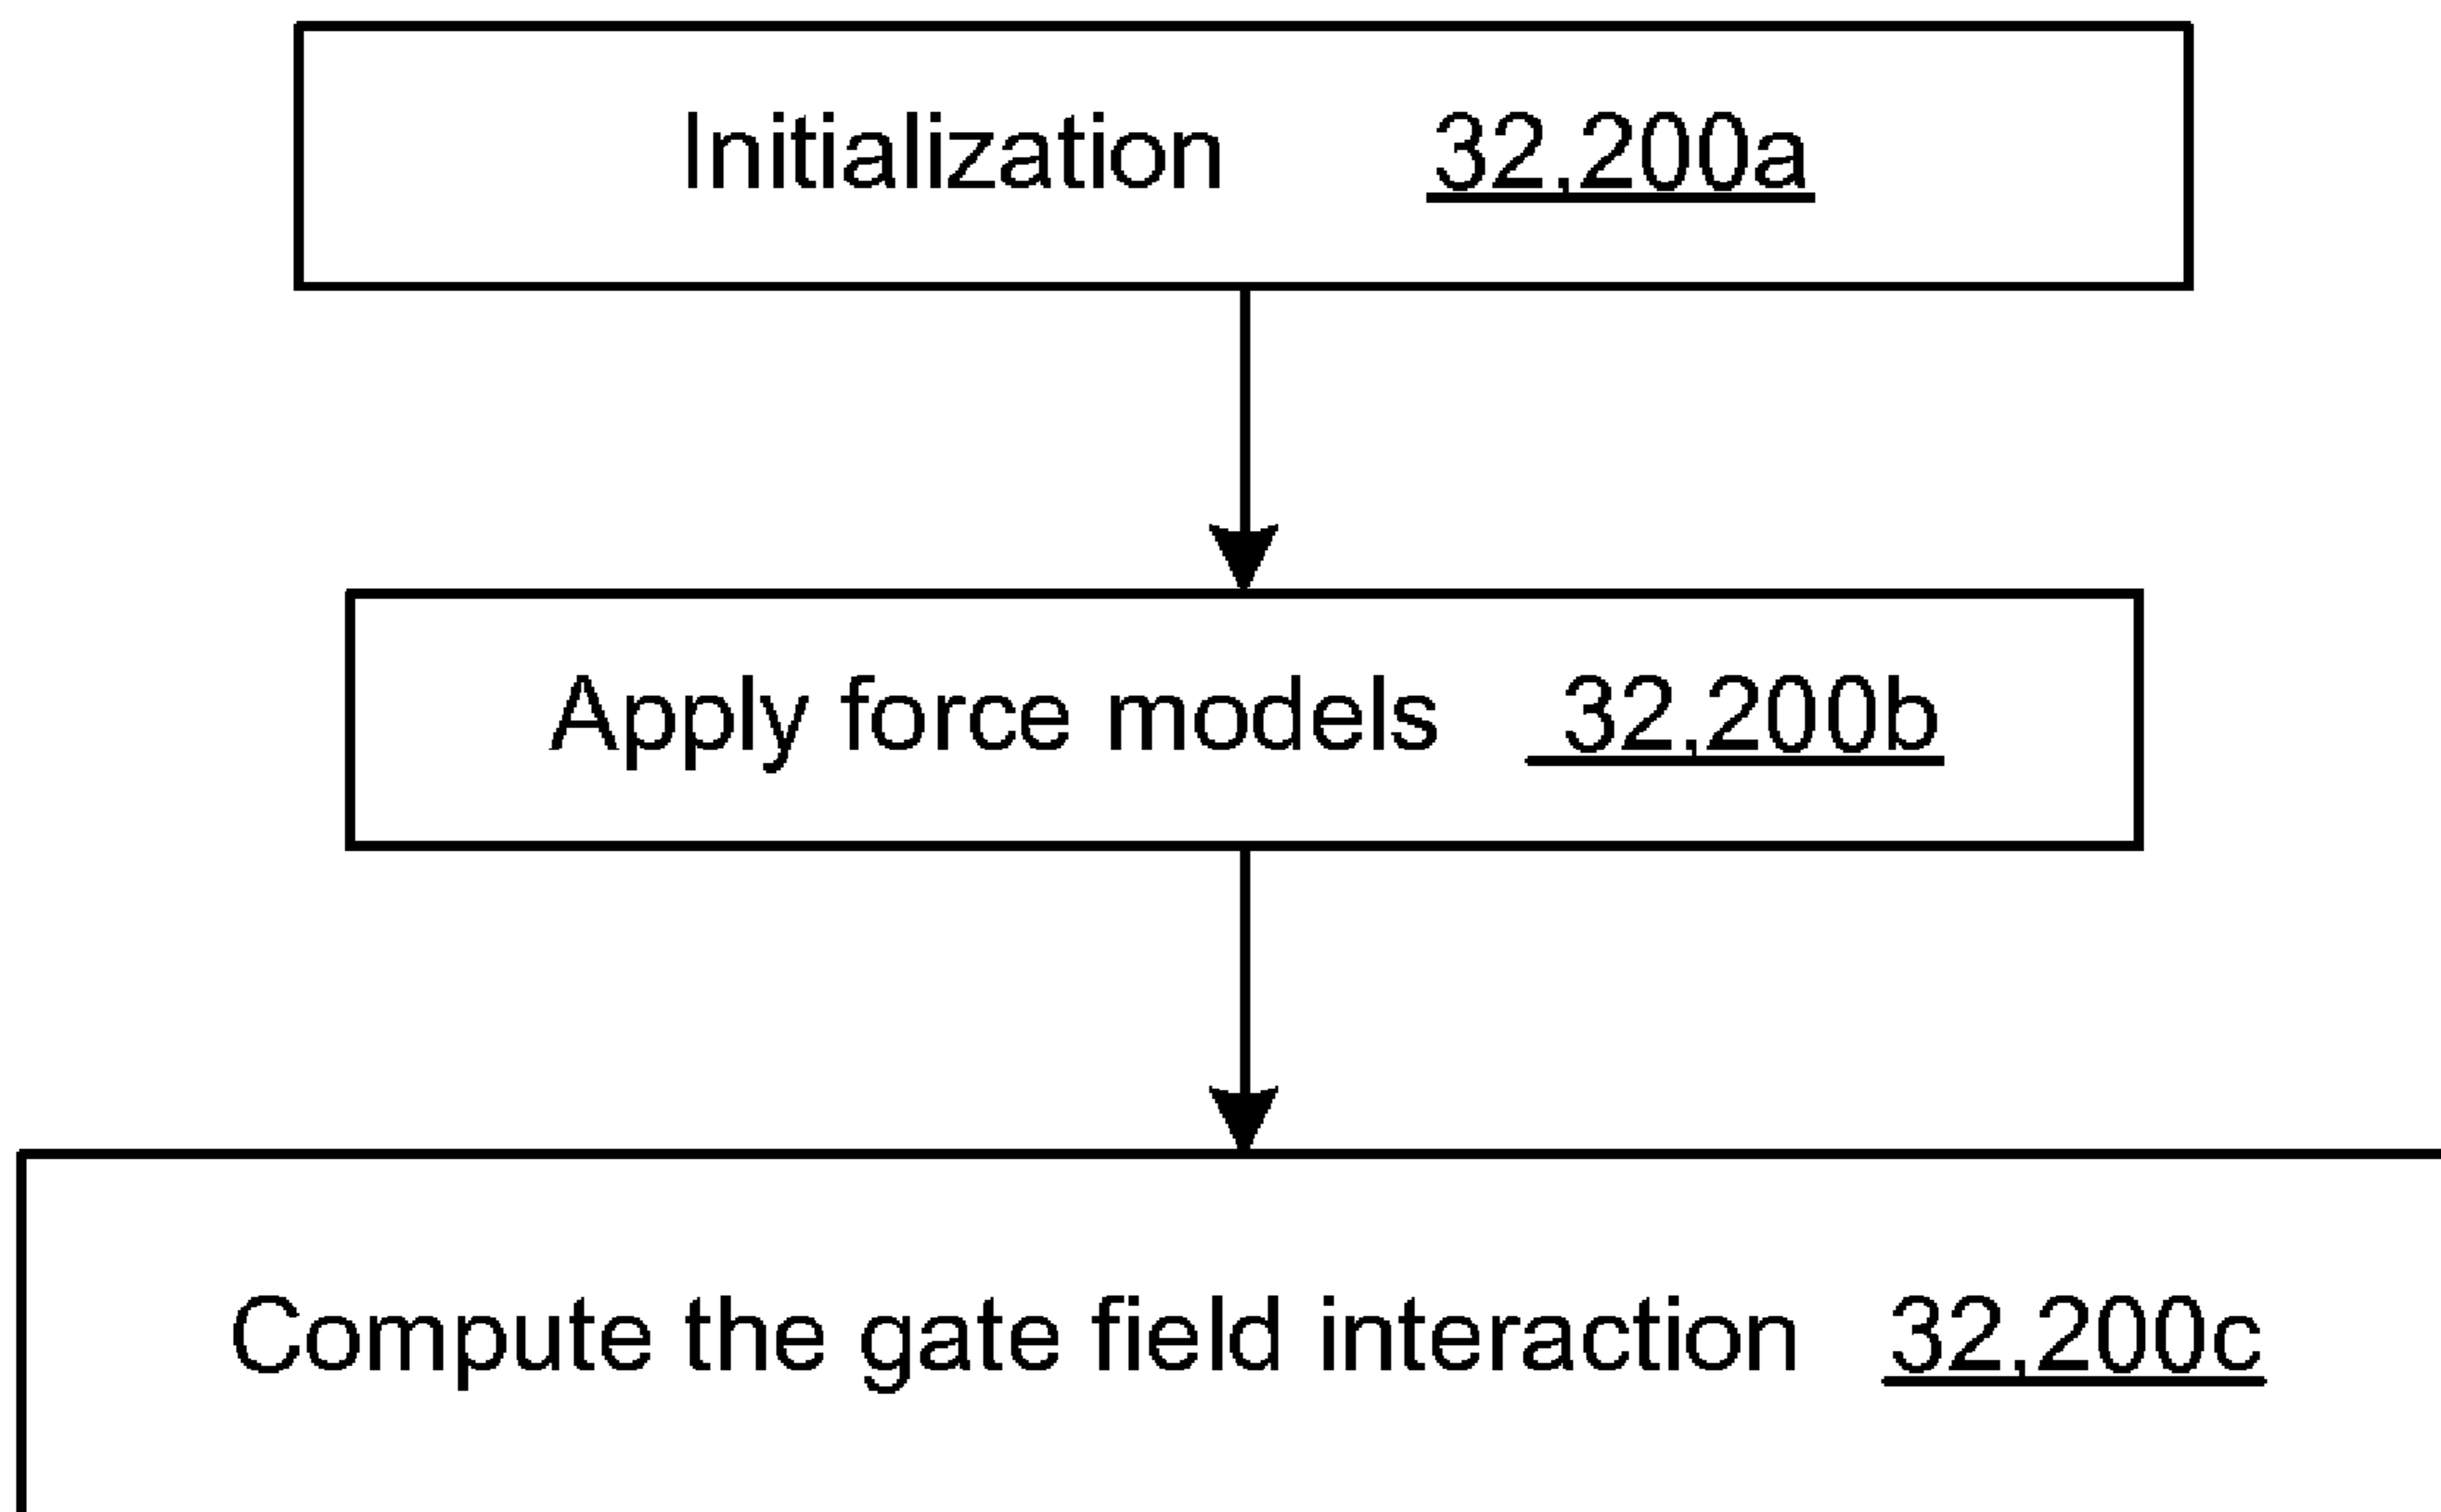 Initialization 32,200a
Apply force models 32,200b
Compute the gate field interaction 32,200c